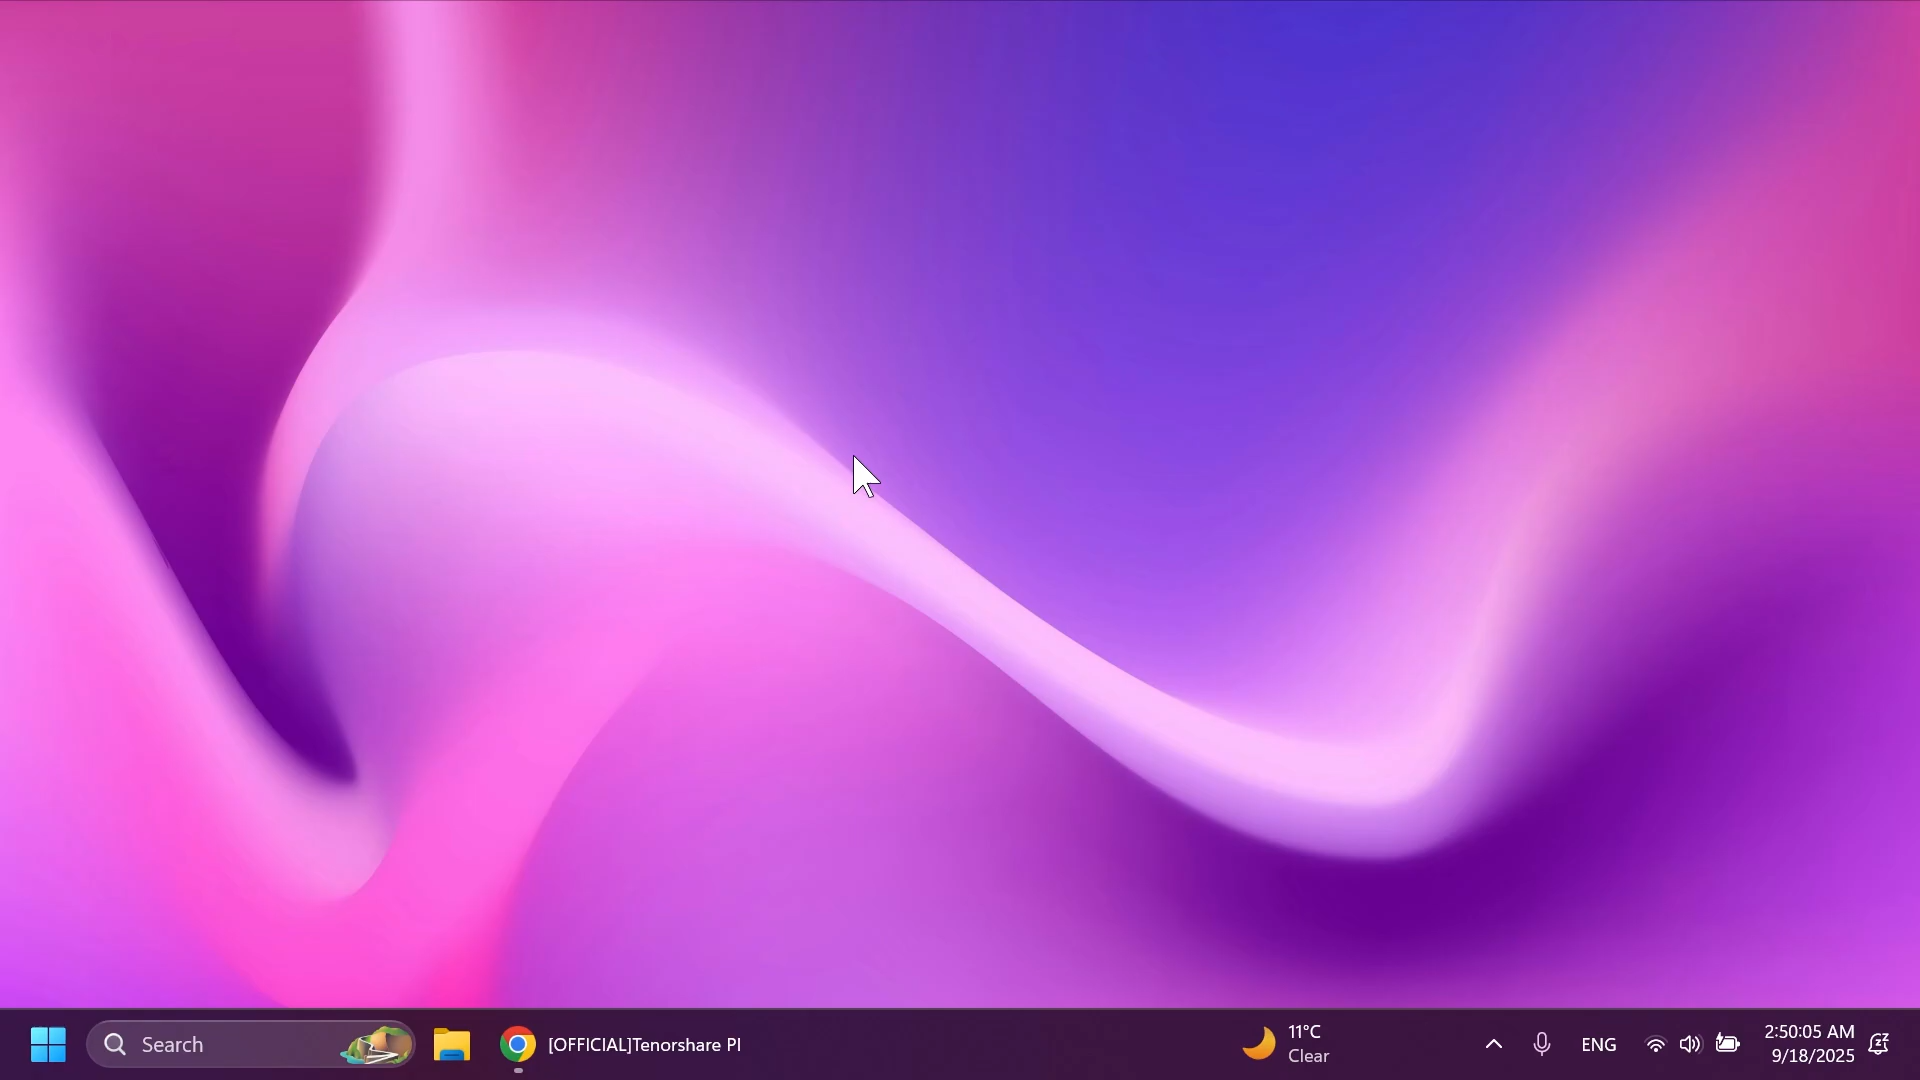 Search
[OFFICIAL]Tenorshare PI
11°C
Clear
ENG
2:50:05 AM
9/18/2025